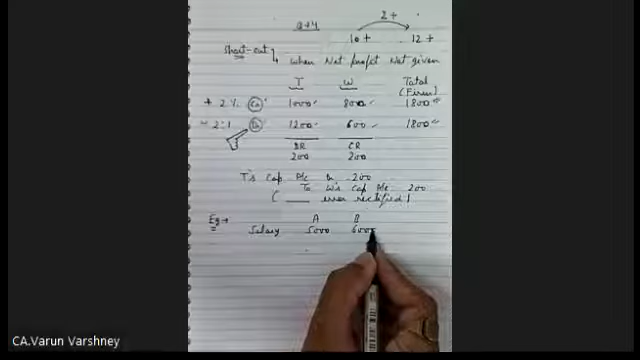 Q-14
2+
10+ 12+
Short-cut When Net profit Not given
T W Total
(Firm)
+ 2%. 1000 800 1800
- 2:1 1200 600 1800
DR CR
200 200
T's Cap A/c Dr 200
To W's Cap A/c 200
( error rectified )
Eg→ A B
Salary 5000 6000
CA.Varun Varshney